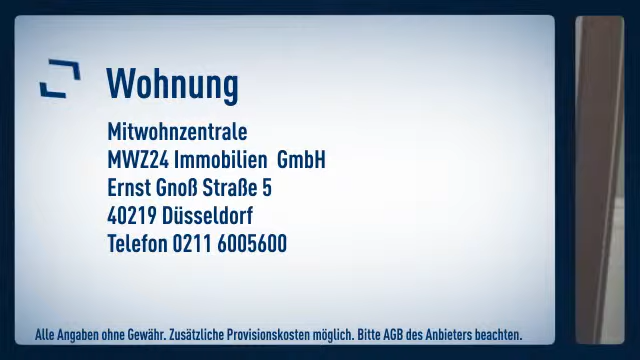 Wohnung
Mitwohnzentrale
MWZ24 Immobilien GmbH
Ernst Gnoß Straße 5
40219 Düsseldorf
Telefon 0211 6005600
Alle Angaben ohne Gewähr. Zusätzliche Provisionskosten möglich. Bitte AGB des Anbieters beachten.